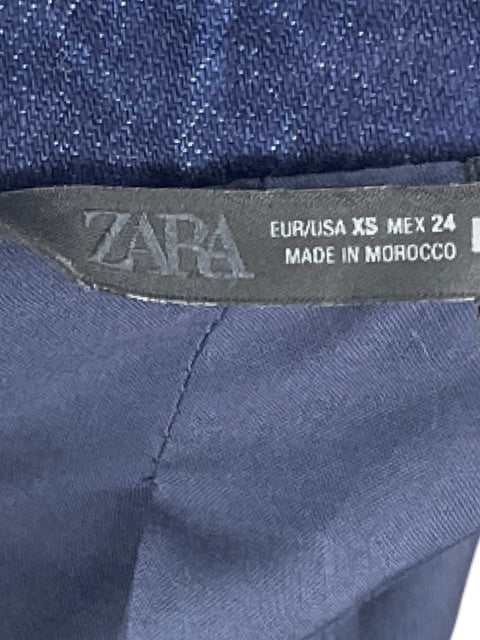 ZARA
EUR/USA XS MEX 24
MADE IN MOROCCO